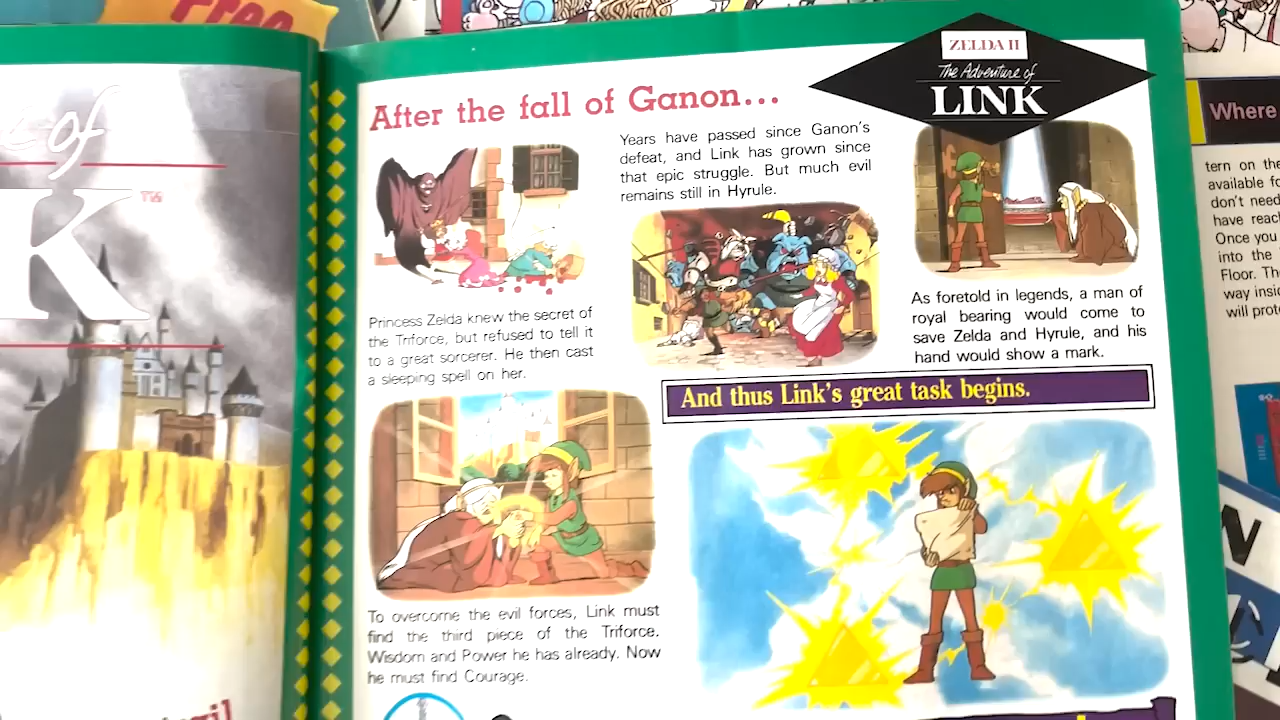 Free
of
K™
ZELDA II
The Adventure of
LINK
After the fall of Ganon...
Years have passed since Ganon's
defeat, and Link has grown since
that epic struggle. But much evil
remains still in Hyrule.
Princess Zelda knew the secret of
the Triforce, but refused to tell it
to a great sorcerer. He then cast
a sleeping spell on her.
As foretold in legends, a man of
royal bearing would come to
save Zelda and Hyrule, and his
hand would show a mark.
And thus Link's great task begins.
To overcome the evil forces, Link must
find the third piece of the Triforce.
Wisdom and Power he has already. Now
he must find Courage.
Where
tern on the
available fo
don't need
have reac
Once you
into the
Floor. Th
way insid
will prote